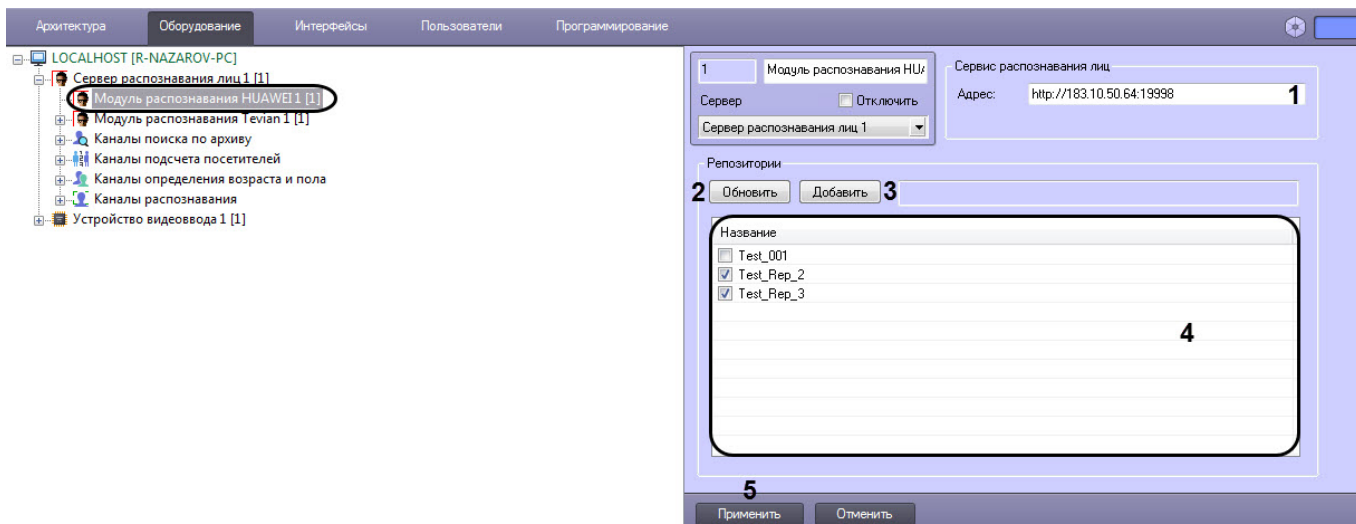 Архитектура Оборудование Интерфейсы Пользователи Программирование
LOCALHOST [R-NAZAROV-PC]
Сервер распознавания лиц 1 [1]
Модуль распознавания HUAWEI 1 [1]
Модуль распознавания Tevian 1 [1]
Каналы поиска по архиву
Каналы подсчета посетителей
Каналы определения возраста и пола
Каналы распознавания
Устройство видеоввода 1 [1]
1 Модуль распознавания HUA
Сервер Отключить
Сервер распознавания лиц 1
Сервис распознавания лиц
Адрес: http://183.10.50.64:19998 1
Репозитории
2 Обновить Добавить 3
Название
Test_001
Test_Rep_2
Test_Rep_3
4
5
Применить Отменить